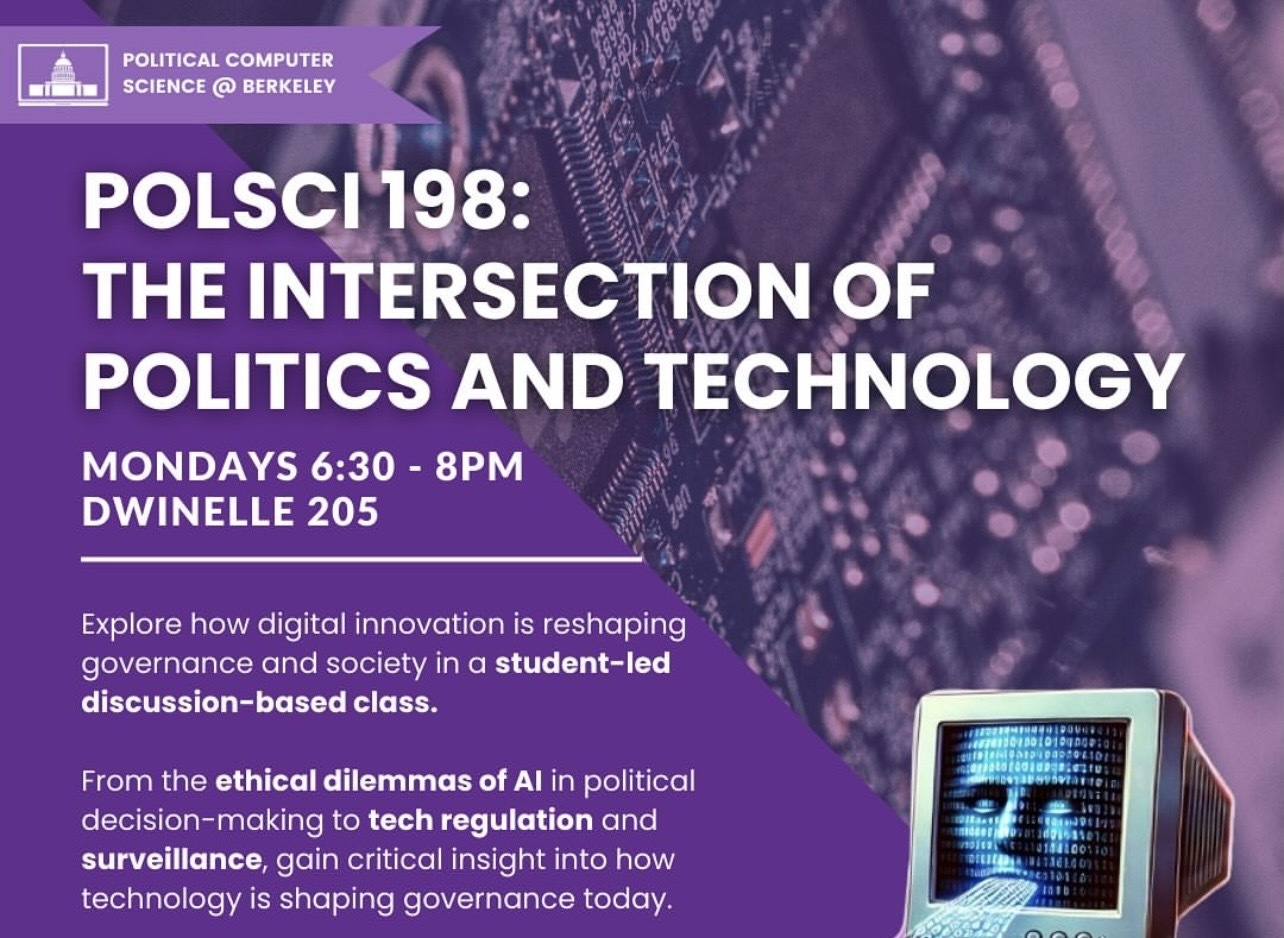 POLITICAL COMPUTER
SCIENCE @ BERKELEY
POLSCI 198:
THE INTERSECTION OF
POLITICS AND TECHNOLOGY
MONDAYS 6:30 - 8PM
DWINELLE 205
Explore how digital innovation is reshaping
governance and society in a student-led
discussion-based class.
From the ethical dilemmas of AI in political
decision-making to tech regulation and
surveillance, gain critical insight into how
technology is shaping governance today.